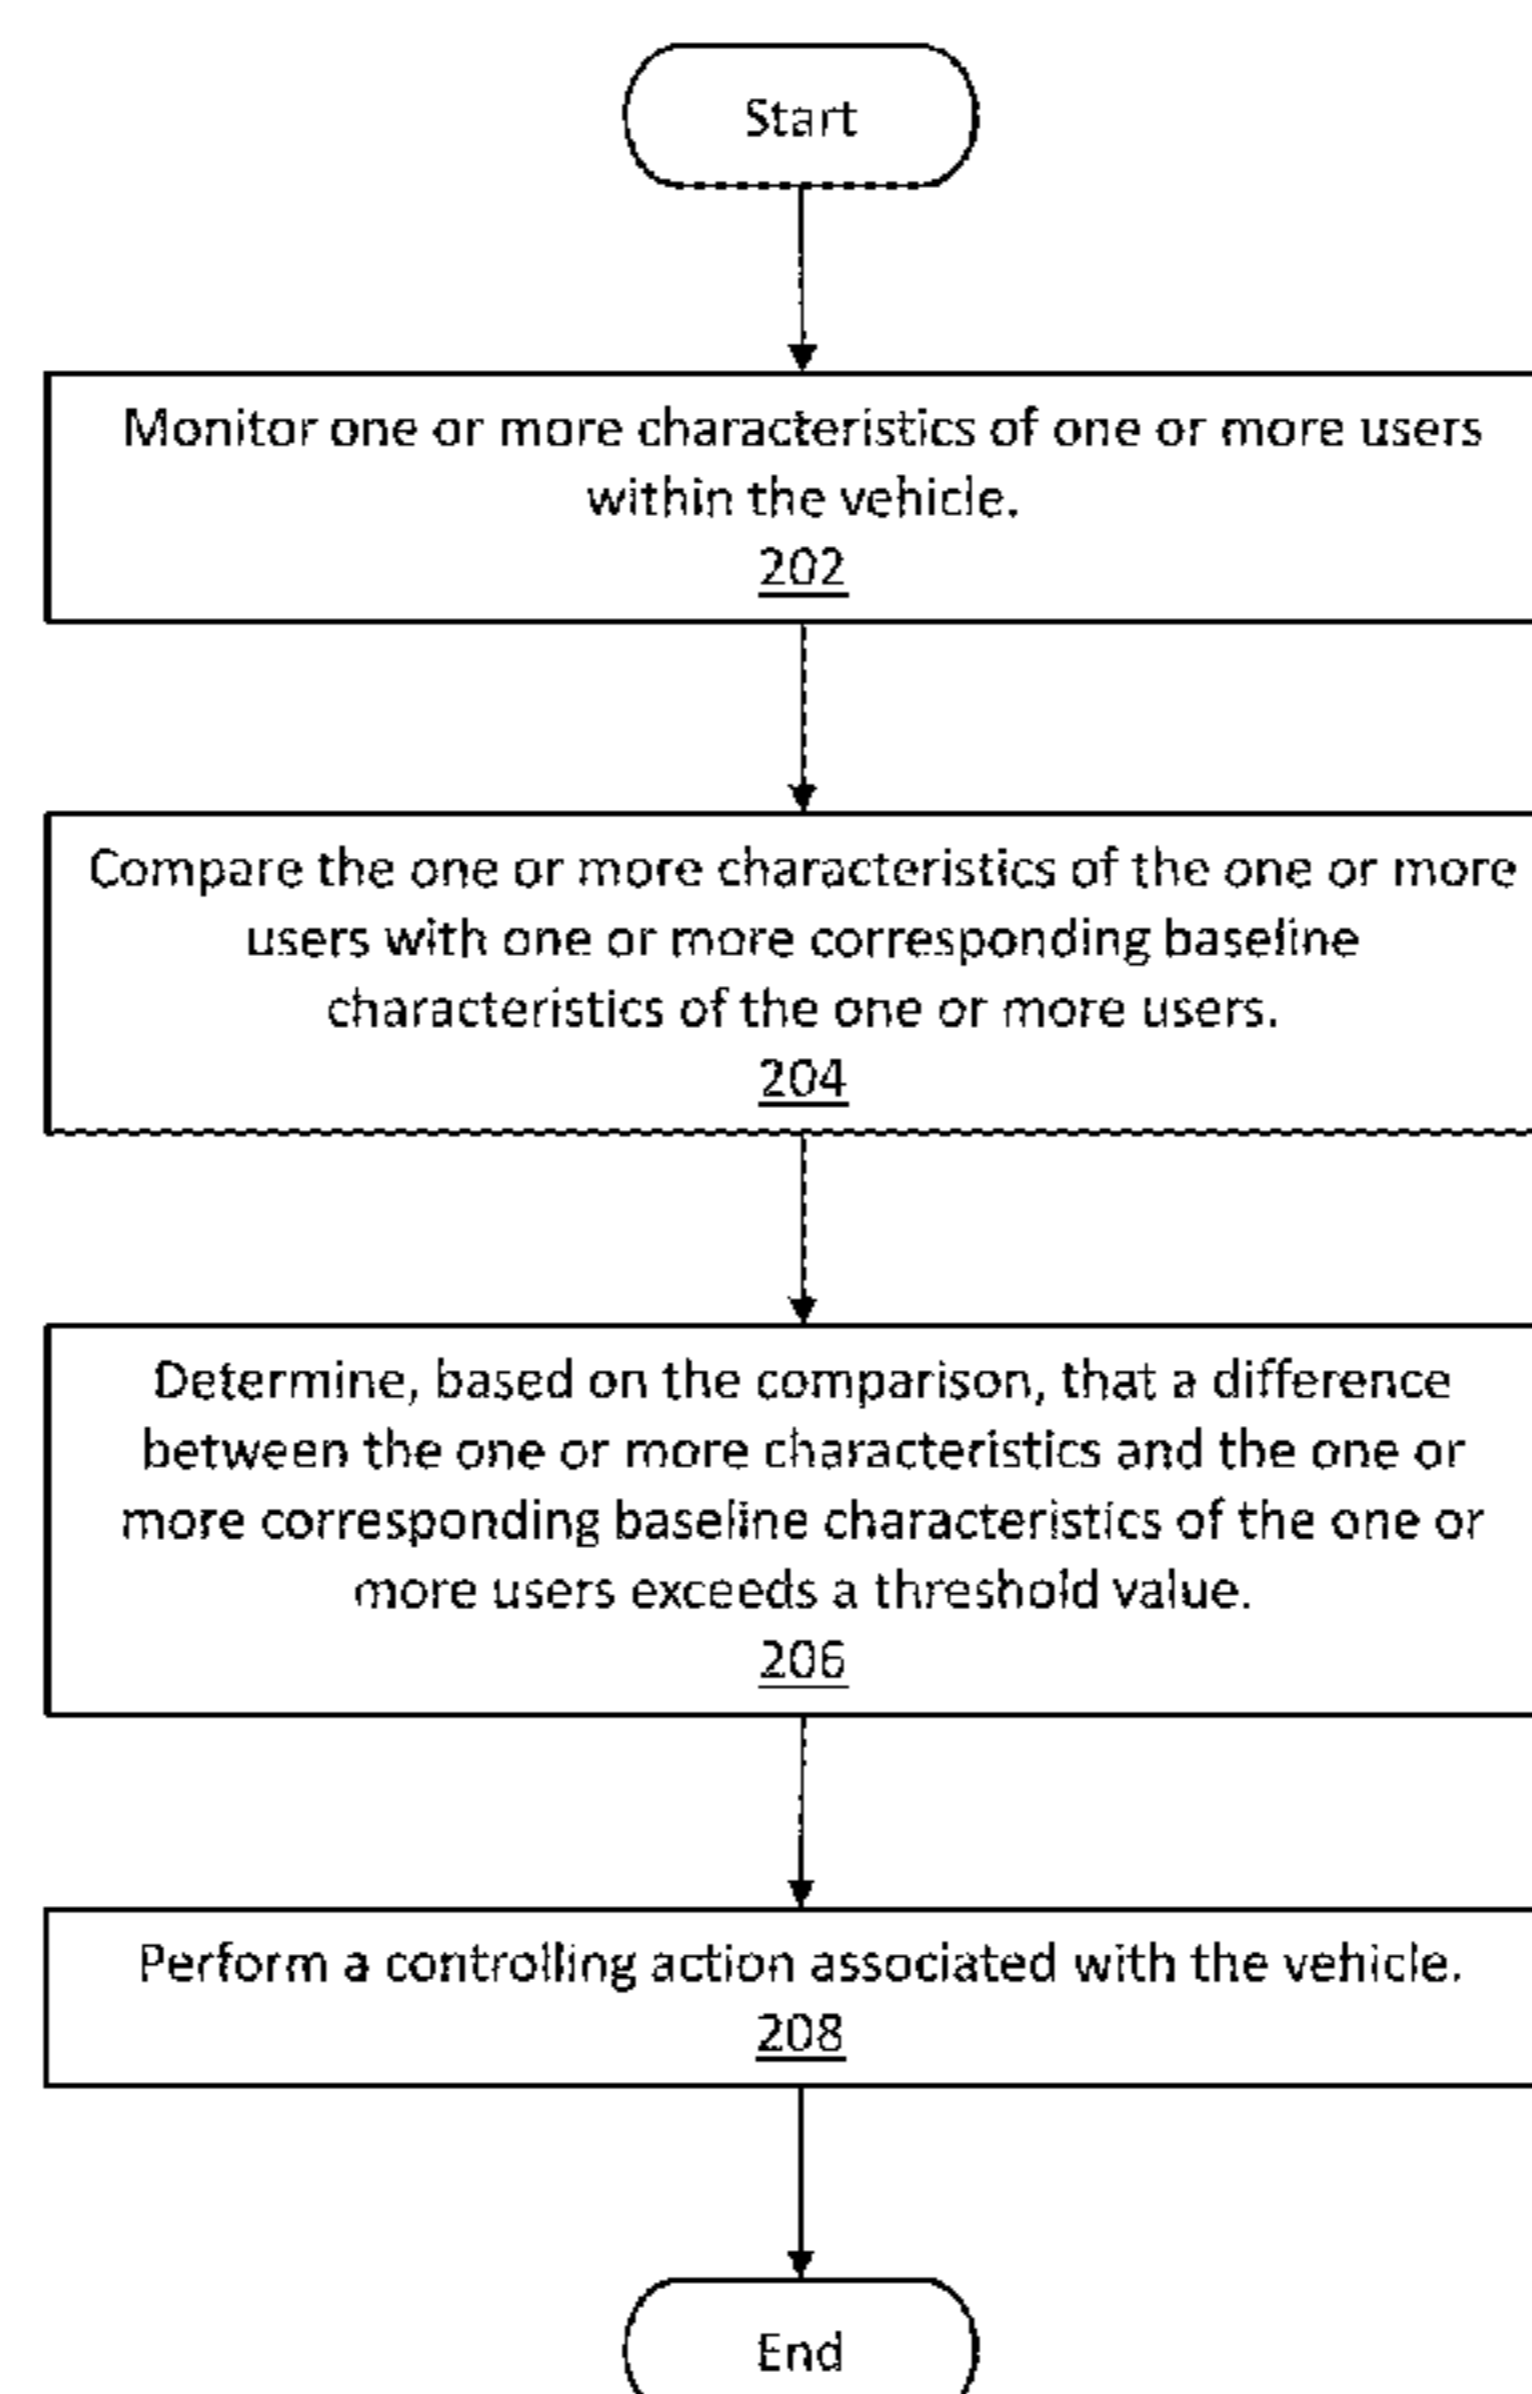 Start
Monitor one or more characteristics of one or more users
within the vehicle.
202
Compare the one or more characteristics of the one or more
users with one or more corresponding baseline
characteristics of the one or more users.
204
Determine, based on the comparison, that a difference
between the one or more characteristics and the one or
more corresponding baseline characteristics of the one or
more users exceeds a threshold value.
206
Perform a controlling action associated with the vehicle.
208
End